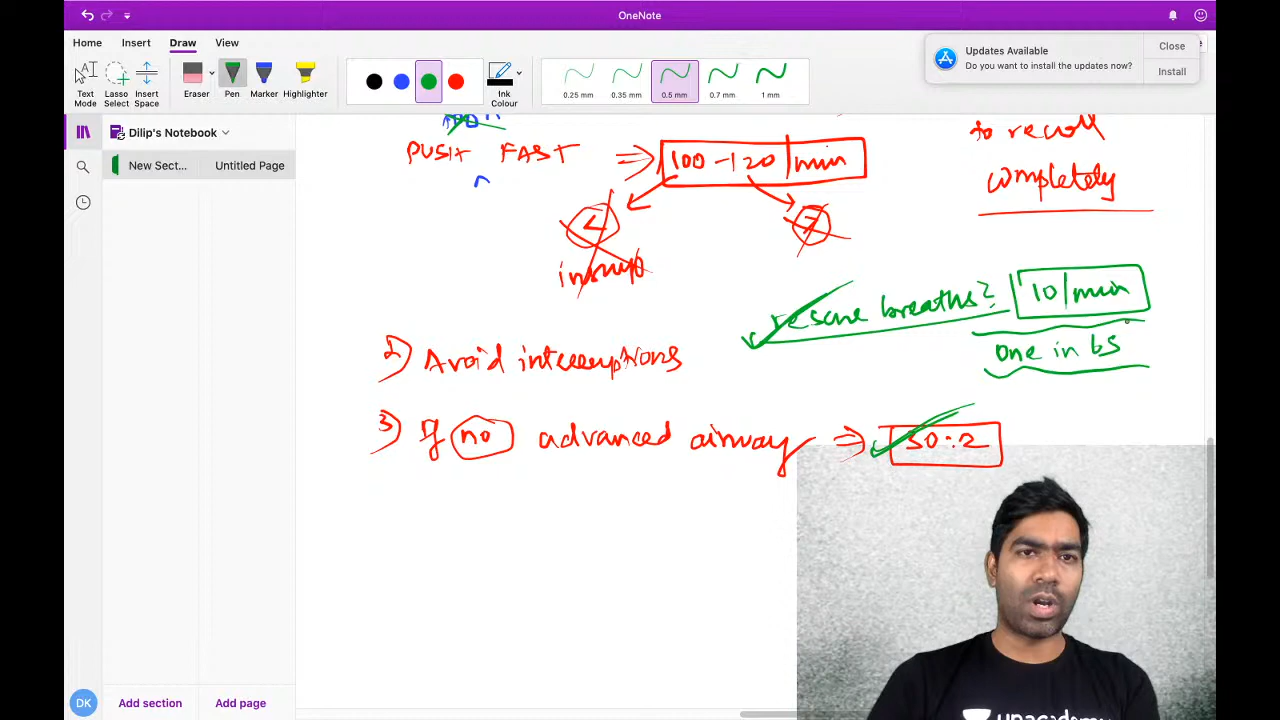 OneNote
Home Insert Draw View
Updates Available
Do you want to install the updates now?
Close
Install
Text Mode
Lasso Select
Insert Space
Eraser
Pen
Marker
Highlighter
Ink Colour
0.25 mm
0.35 mm
0.5 mm
0.7 mm
1 mm
Dilip's Notebook
New Sec...
Untitled Page
to recoil
completely
PUSH FAST ⇒ 100-120/min
<
rescue breaths? 10/min
One in 6s
2) Avoid interruptions
3) If no advanced airway ⇒ 30:2
DK
Add section
Add page
unacademy